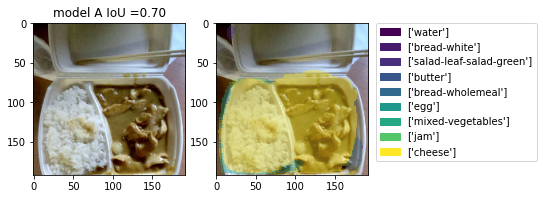 model A IoU =0.70
0
50
100
150
0
50
100
150
0
50
100
150
0
50
100
150
['water']
['bread-white']
['salad-leaf-salad-green']
['butter']
['bread-wholemeal']
['egg']
['mixed-vegetables']
['jam']
['cheese']